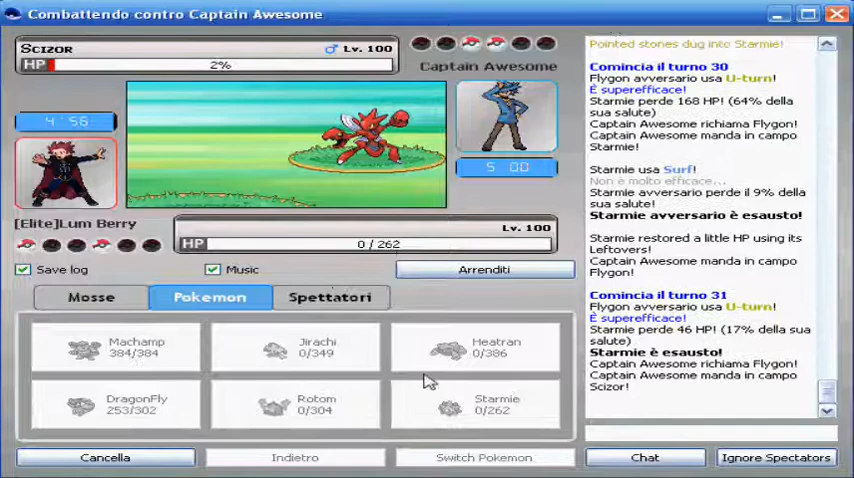 Combattendo contro Captain Awesome
SCIZOR ♂ Lv. 100
HP 2%
Captain Awesome
4 56
5 00
[Elite]Lum Berry
Lv. 100
HP 0 / 262
Save log
Music
Arrenditi
Mosse
Pokemon
Spettatori
Machamp
384/384
Jirachi
0/349
Heatran
0/386
DragonFly
253/302
Rotom
0/304
Starmie
0/262
Cancella
Indietro
Switch Pokemon
Pointed stones dug into Starmie!
Comincia il turno 30
Flygon avversario usa U-turn!
È superefficace!
Starmie perde 168 HP! (64% della
sua salute)
Captain Awesome richiama Flygon!
Captain Awesome manda in campo
Starmie!
Starmie usa Surf!
Non è molto efficace...
Starmie avversario perde il 9% della
sua salute!
Starmie avversario è esausto!
Starmie restored a little HP using its
Leftovers!
Captain Awesome manda in campo
Flygon!
Comincia il turno 31
Flygon avversario usa U-turn!
È superefficace!
Starmie perde 46 HP! (17% della sua
salute)
Starmie è esausto!
Captain Awesome richiama Flygon!
Captain Awesome manda in campo
Scizor!
Chat
Ignore Spectators